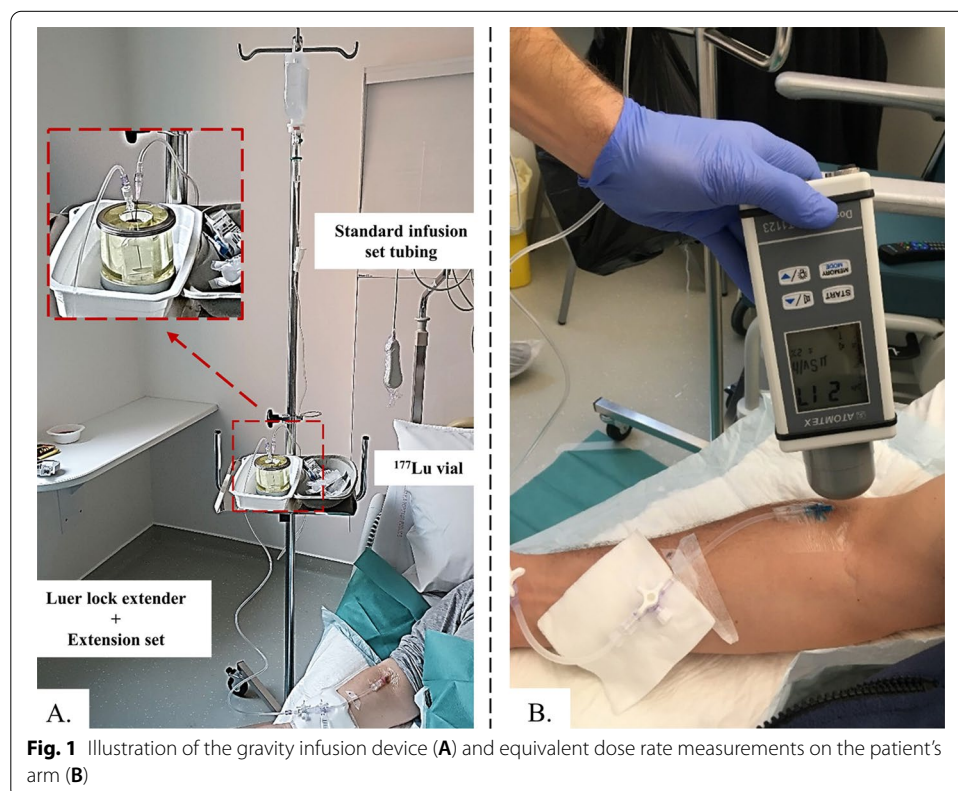 Standard infusion
set tubing
¹⁷⁷Lu vial
Luer lock extender
+
Extension set
A.
MEMORY
MODE
START
µSv/h
ATOMTEX
B.
Fig. 1 Illustration of the gravity infusion device (A) and equivalent dose rate measurements on the patient's
arm (B)